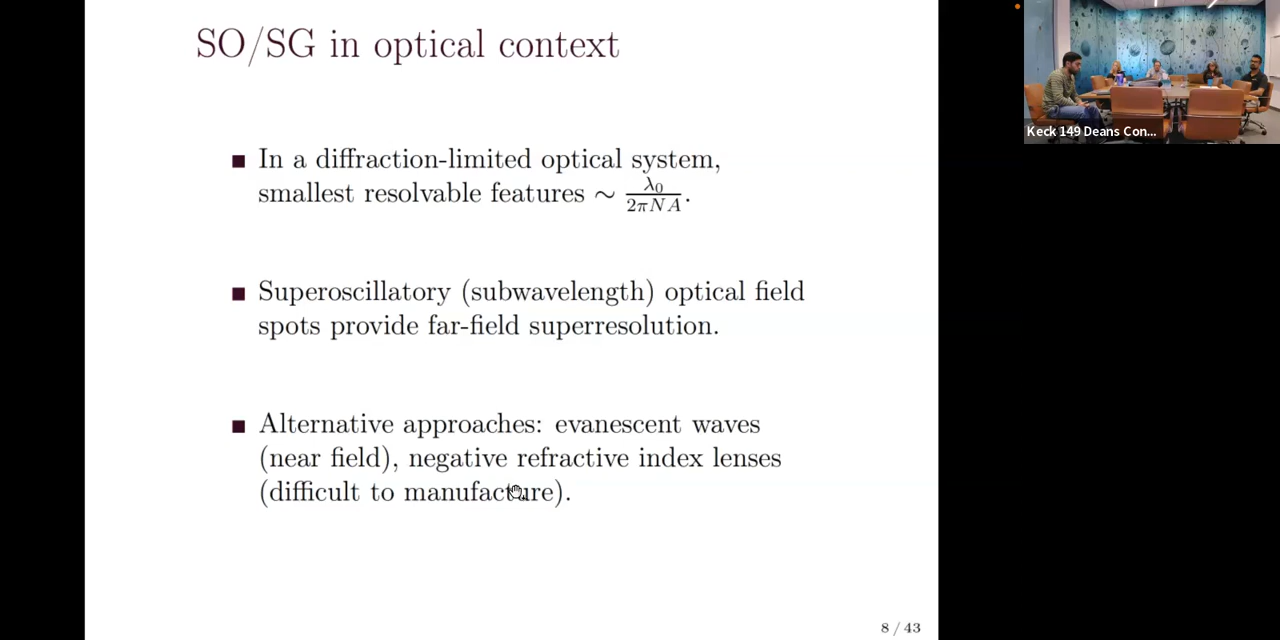 SO/SG in optical context
■ In a diffraction-limited optical system,
smallest resolvable features ∼ λ₀/2πNA.
■ Superoscillatory (subwavelength) optical field
spots provide far-field superresolution.
■ Alternative approaches: evanescent waves
(near field), negative refractive index lenses
(difficult to manufacture).
8 / 43
Keck 149 Deans Con...